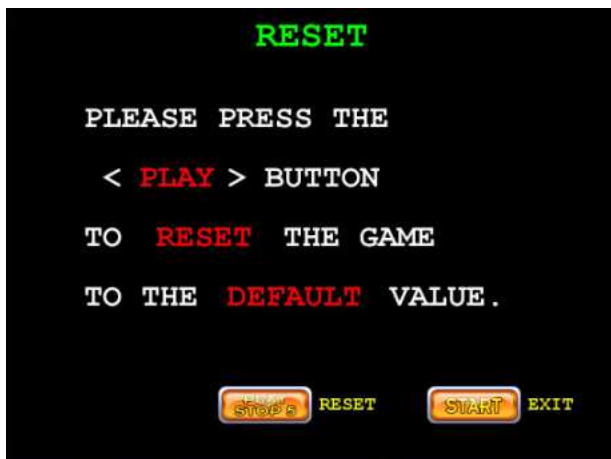 RESET
PLEASE PRESS THE
< PLAY > BUTTON
TO RESET THE GAME
TO THE DEFAULT VALUE.
STOP 5 RESET START EXIT